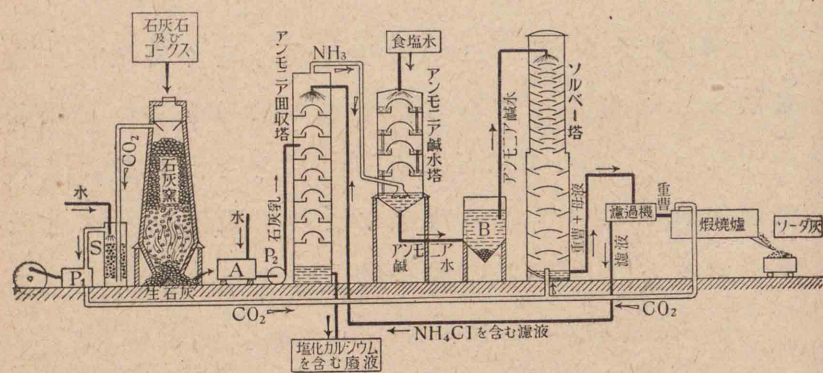 石灰石
及び
コークス
CO₂
石灰窯
水
S
P₁
生石灰
水
A
P₂
石灰乳
CO₂
NH₃
アンモニア回収塔
塩化カルシウム
を含む廃液
食塩水
アンモニア鹹水塔
アンモニア
鹹水
B
アンモニア鹹水
ソルベー塔
重曹+母液
濾過機
濾液
重曹
煆焼爐
ソーダ灰
CO₂
NH₄Clを含む濾液